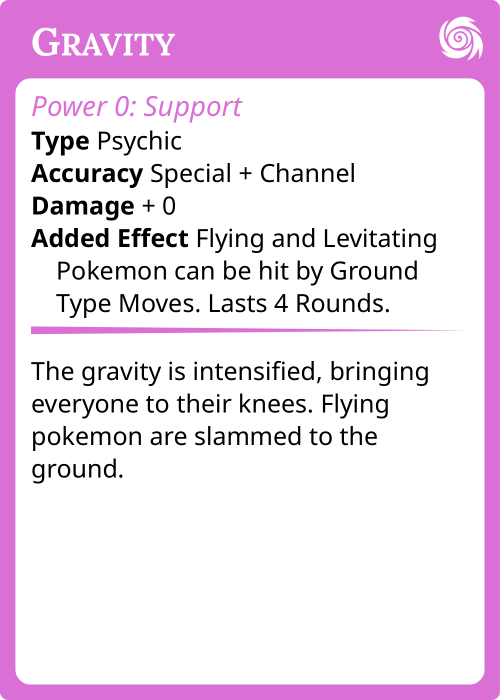 GRAVITY
Power 0: Support
Type Psychic
Accuracy Special + Channel
Damage + 0
Added Effect Flying and Levitating
Pokemon can be hit by Ground
Type Moves. Lasts 4 Rounds.
The gravity is intensified, bringing
everyone to their knees. Flying
pokemon are slammed to the
ground.